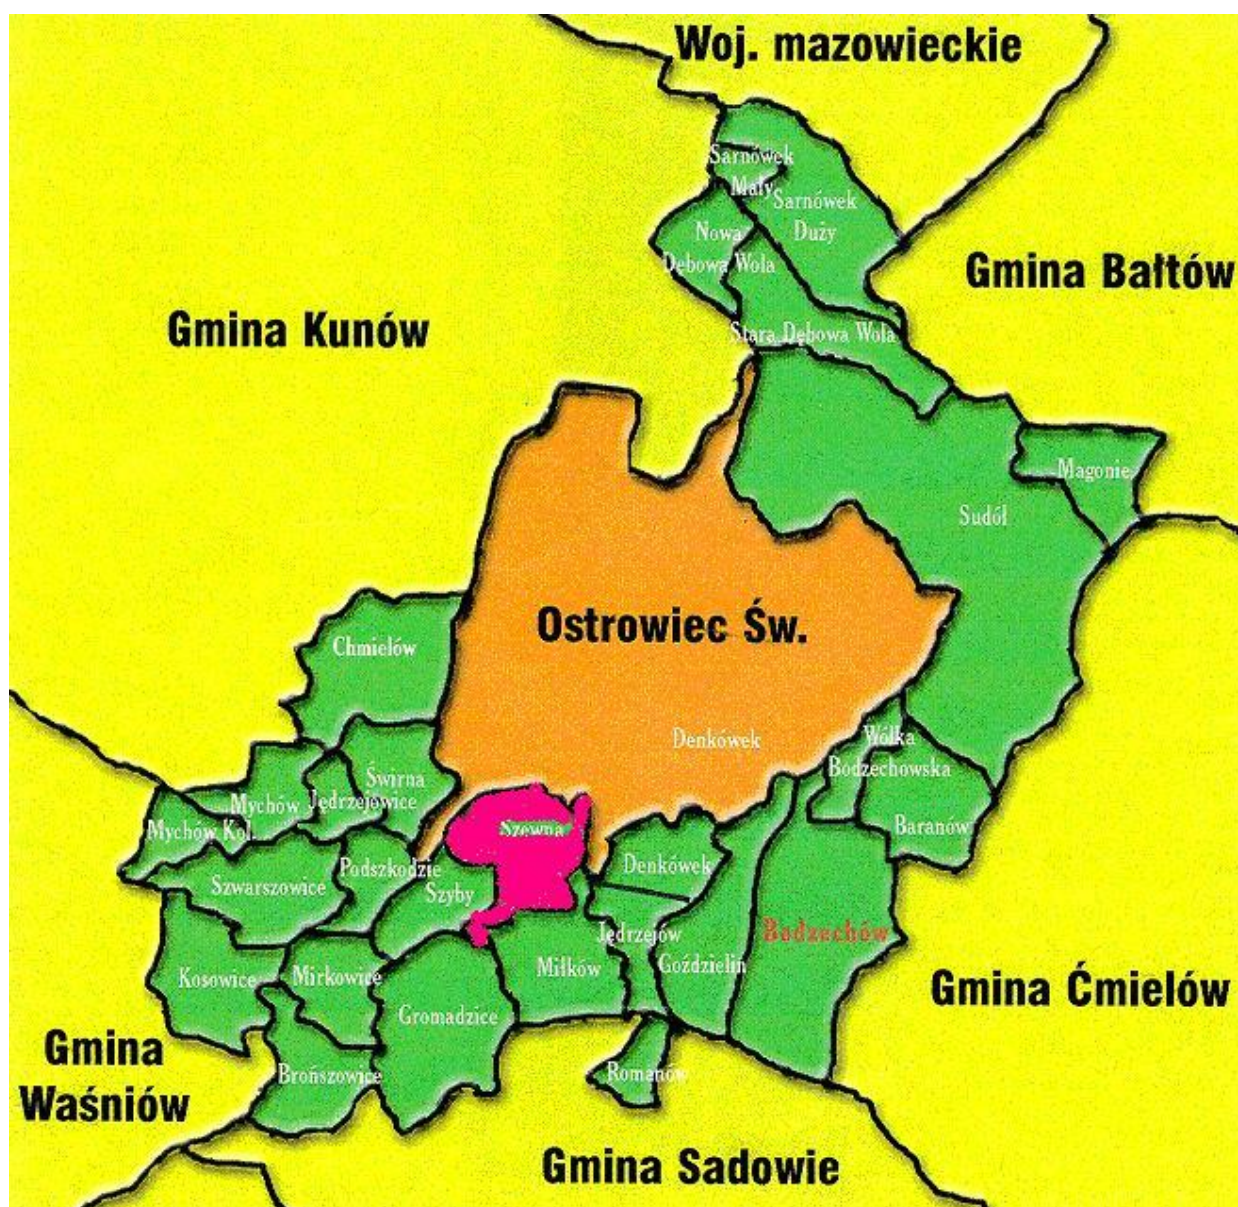 Woj. mazowieckie
Sarnówek
Mały
Sarnówek
Duży
Nowa
Dębowa Wola
Gmina Bałtów
Gmina Kunów
Stara Dębowa Wola
Magonie
Sudół
Ostrowiec Św.
Chmielów
Denkówek
Wólka
Bodzechowska
Świrna
Jędrzejowice
Mychów
Mychów Kol.
Szewna
Baranów
Podszkodzie
Denkówek
Szwarszowice
Szyby
Jędrzejów
Bodzechów
Goździelin
Miłków
Kosowice
Mirkowice
Gmina Ćmielów
Gromadzice
Gmina
Waśniów
Brońszowice
Romanów
Gmina Sadowie